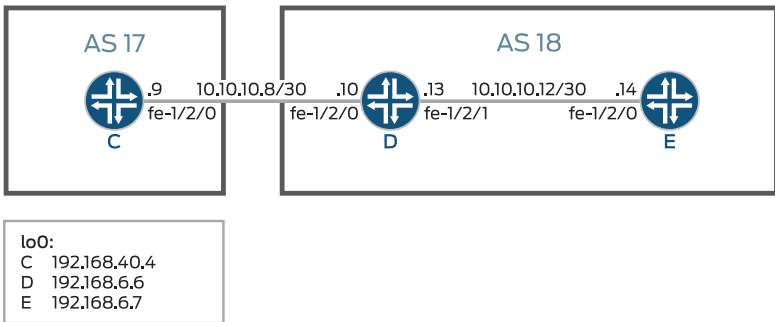 AS 17
AS 18
.9 10.10.10.8/30 .10 .13 10.10.10.12/30 .14
fe-1/2/0 fe-1/2/0 fe-1/2/1 fe-1/2/0
C D E
lo0:
C 192.168.40.4
D 192.168.6.6
E 192.168.6.7